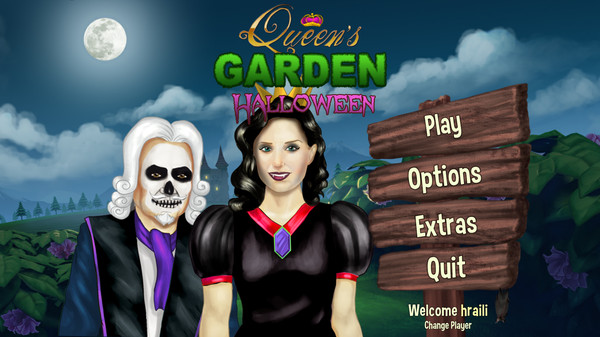 Queen's
GARDEN
HALLOWEEN
Play
Options
Extras
Quit
Welcome hraili
Change Player